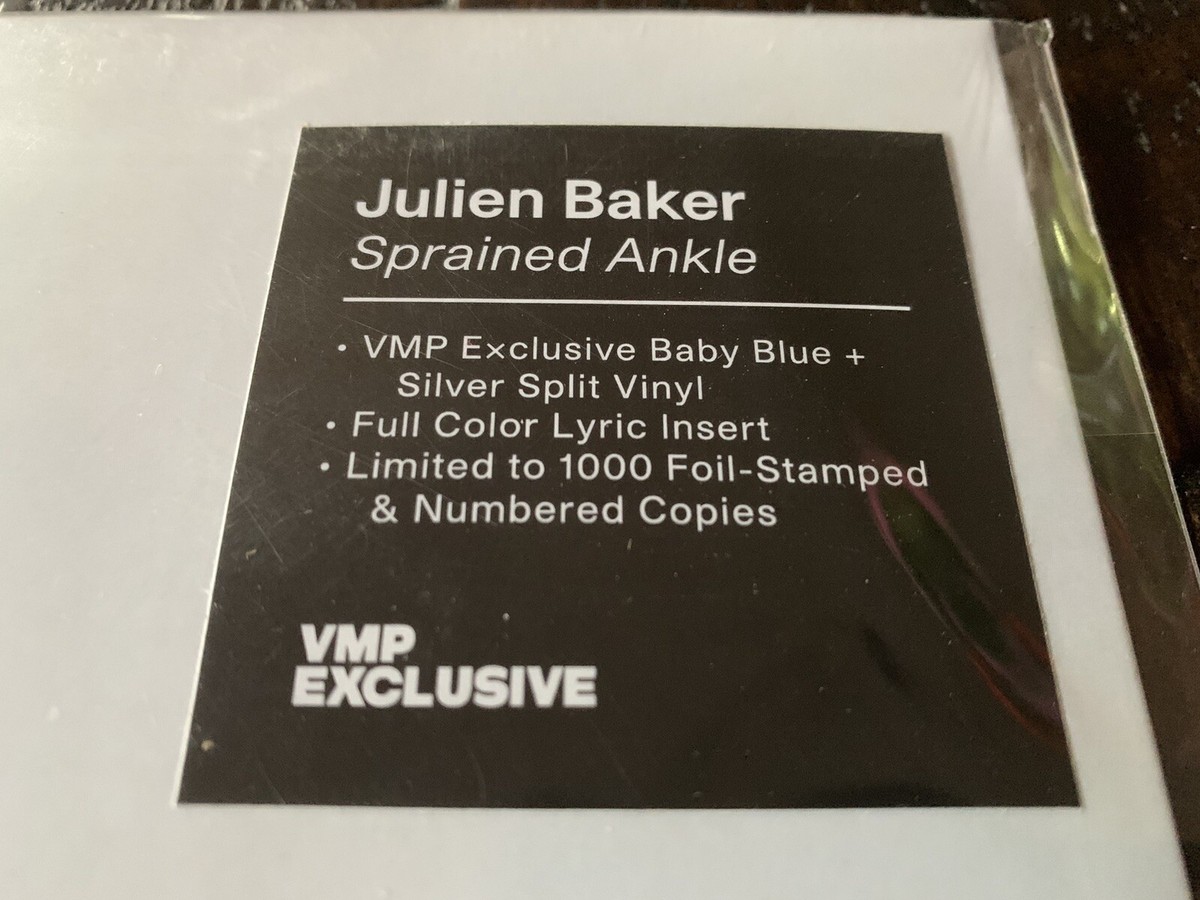 Julien Baker
Sprained Ankle
• VMP Exclusive Baby Blue +
Silver Split Vinyl
• Full Color Lyric Insert
• Limited to 1000 Foil-Stamped
& Numbered Copies
VMP
EXCLUSIVE